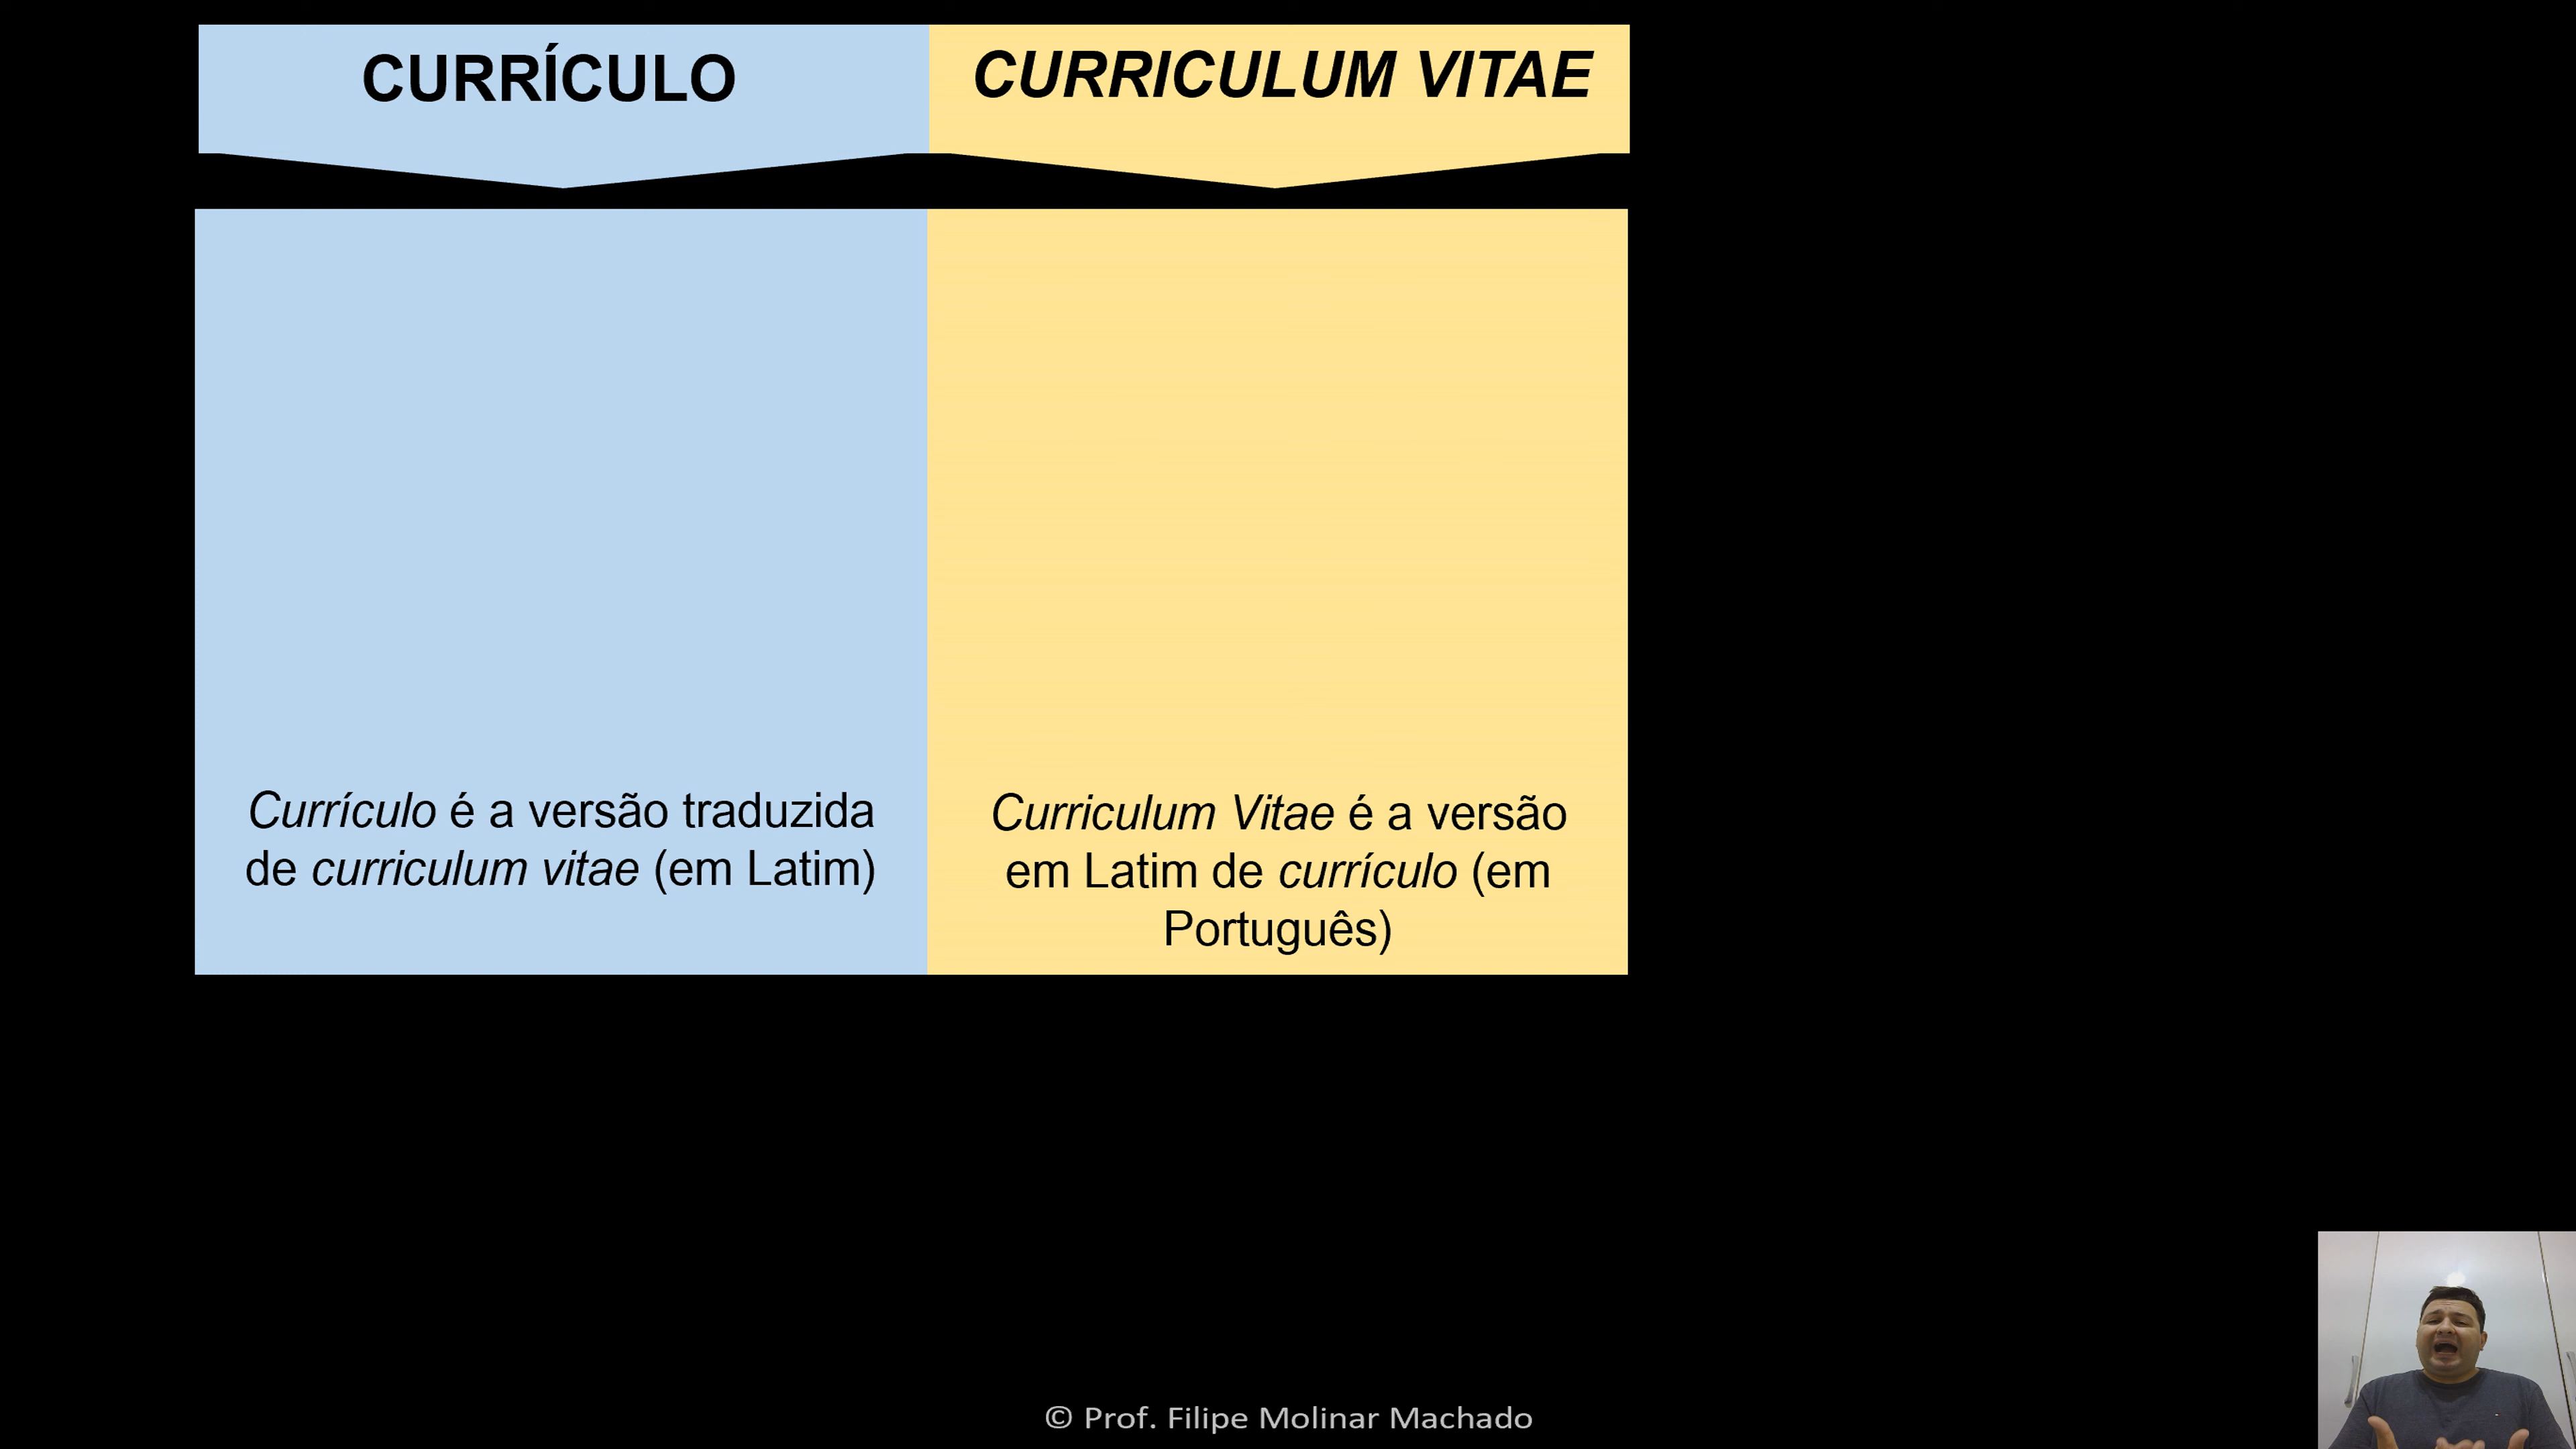 CURRÍCULO
CURRICULUM VITAE
Currículo é a versão traduzida
de curriculum vitae (em Latim)
Curriculum Vitae é a versão
em Latim de currículo (em
Português)
© Prof. Filipe Molinar Machado